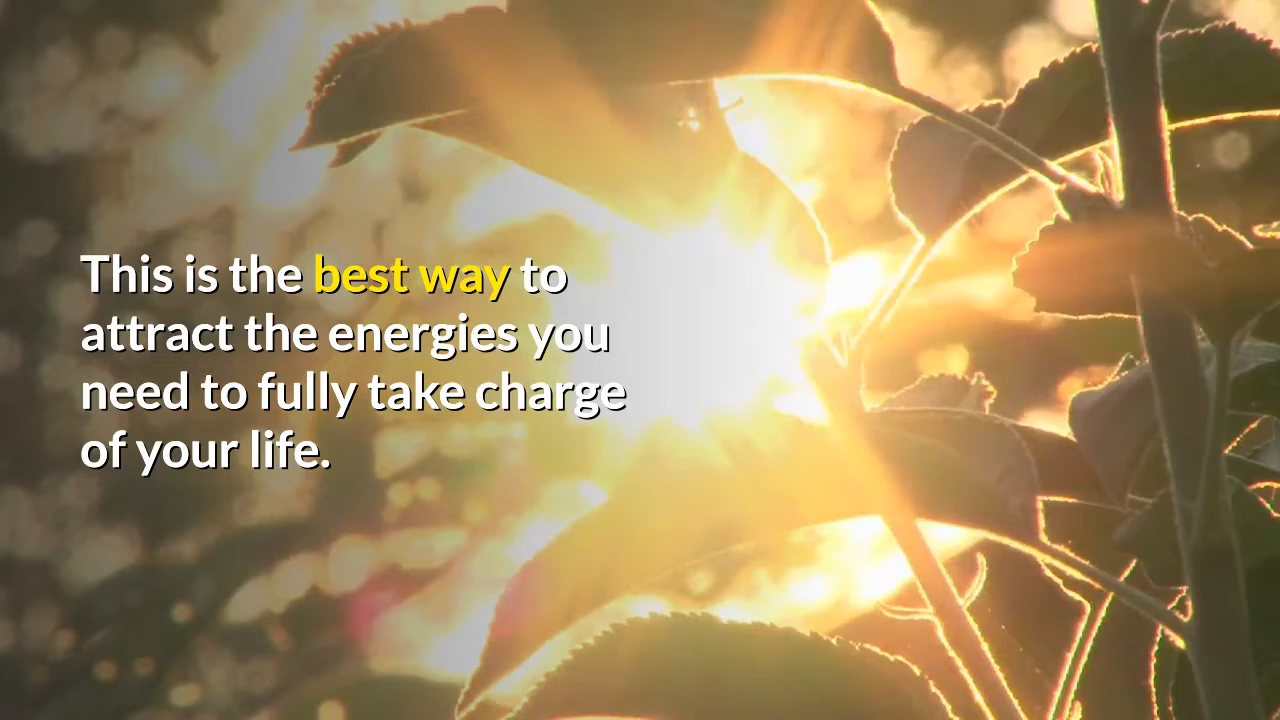 This is the best way to
attract the energies you
need to fully take charge
of your life.